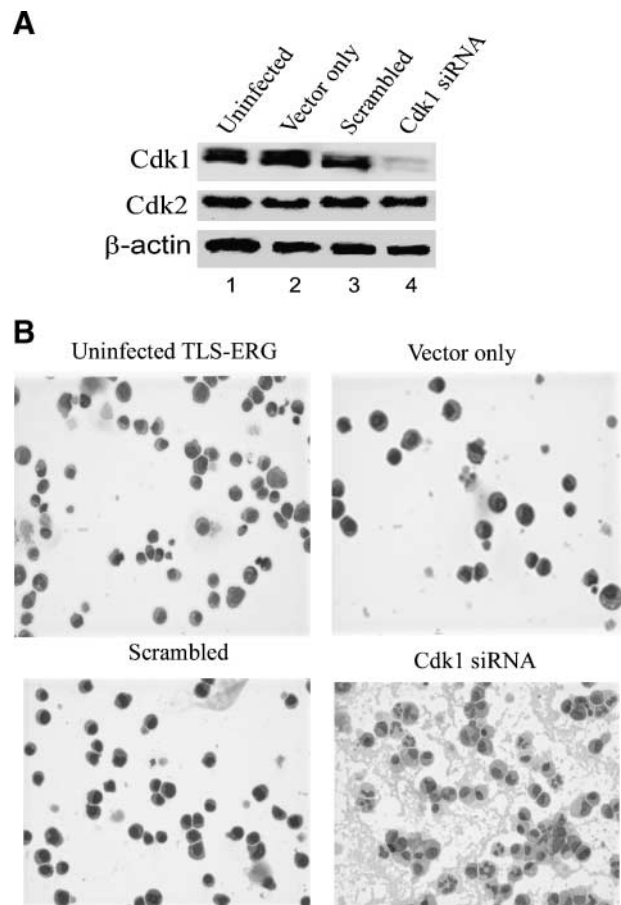 A
Uninfected
Vector only
Scrambled
Cdk1 siRNA
Cdk1
Cdk2
β-actin
1 2 3 4
B
Uninfected TLS-ERG
Vector only
Scrambled
Cdk1 siRNA